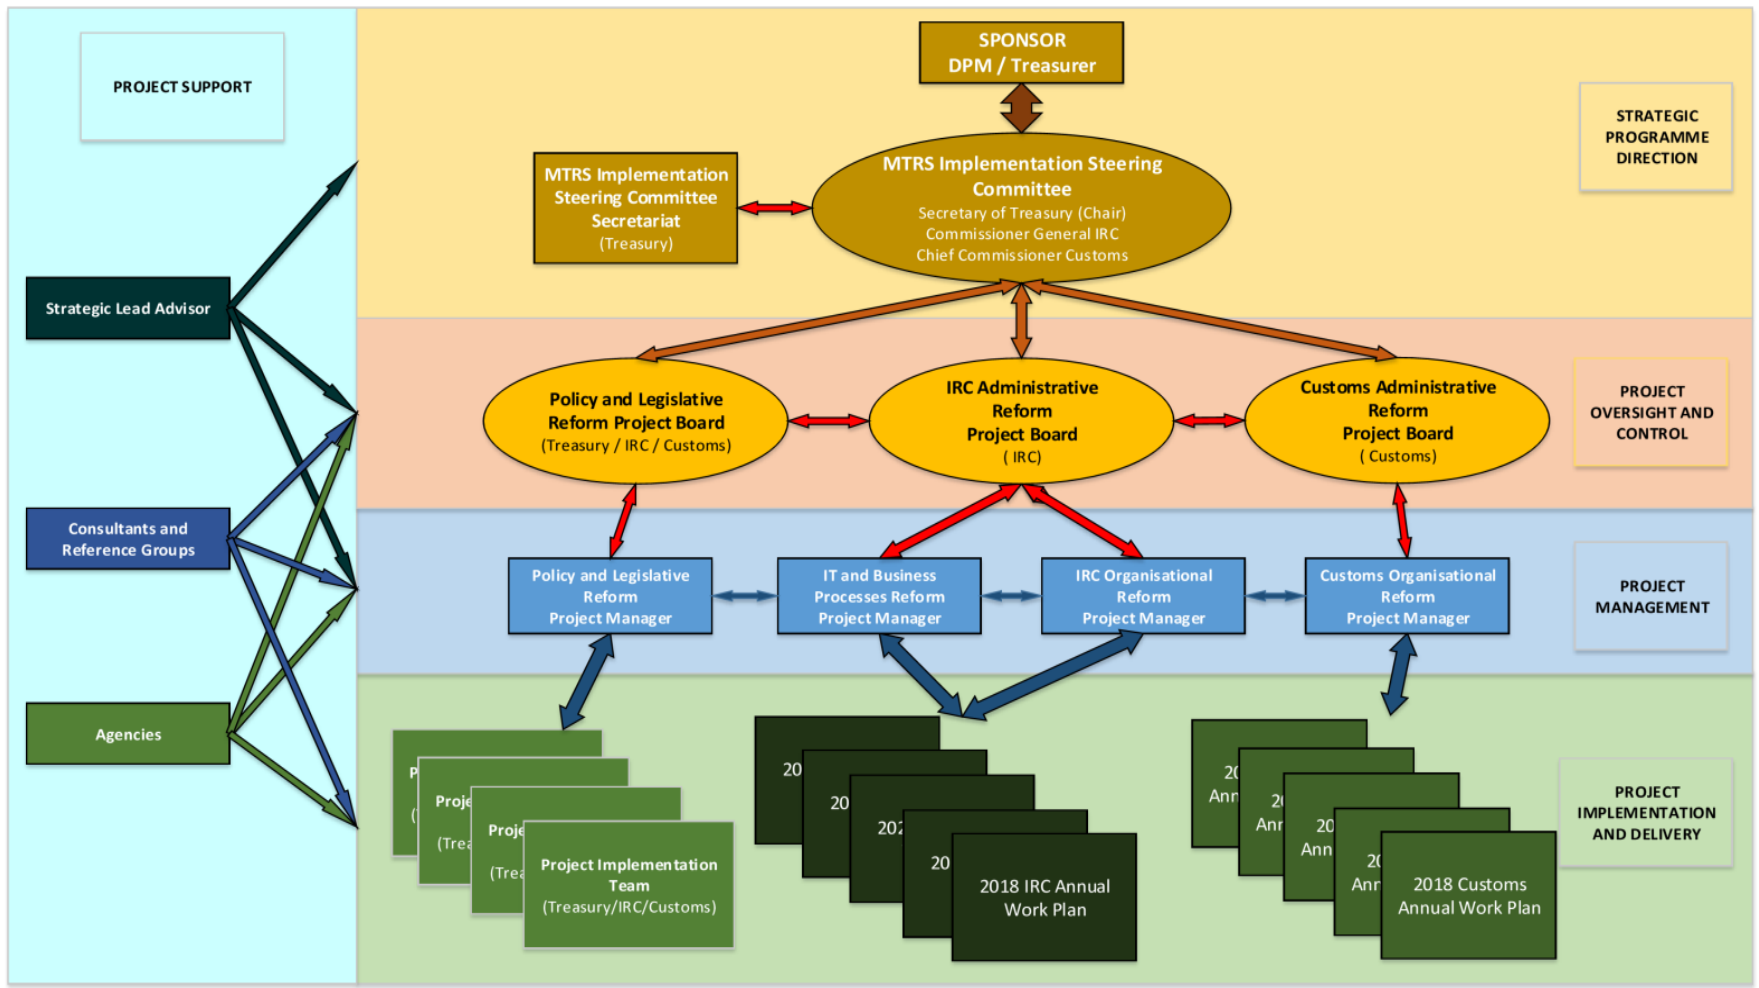 PROJECT SUPPORT
SPONSOR
DPM / Treasurer
STRATEGIC
PROGRAMME
DIRECTION
MTRS Implementation Steering
Committee
Secretary of Treasury (Chair)
Commissioner General IRC
Chief Commissioner Customs
MTRS Implementation
Steering Committee
Secretariat
(Treasury)
Strategic Lead Advisor
Policy and Legislative
Reform Project Board
(Treasury / IRC / Customs)
IRC Administrative
Reform
Project Board
( IRC)
Customs Administrative
Reform
Project Board
( Customs)
PROJECT
OVERSIGHT AND
CONTROL
Consultants and
Reference Groups
Policy and Legislative
Reform
Project Manager
IT and Business
Processes Reform
Project Manager
IRC Organisational
Reform
Project Manager
Customs Organisational
Reform
Project Manager
PROJECT
MANAGEMENT
Agencies
Project Implementation
Team
(Treasury/IRC/Customs)
2018 IRC Annual
Work Plan
2018 Customs
Annual Work Plan
PROJECT
IMPLEMENTATION
AND DELIVERY